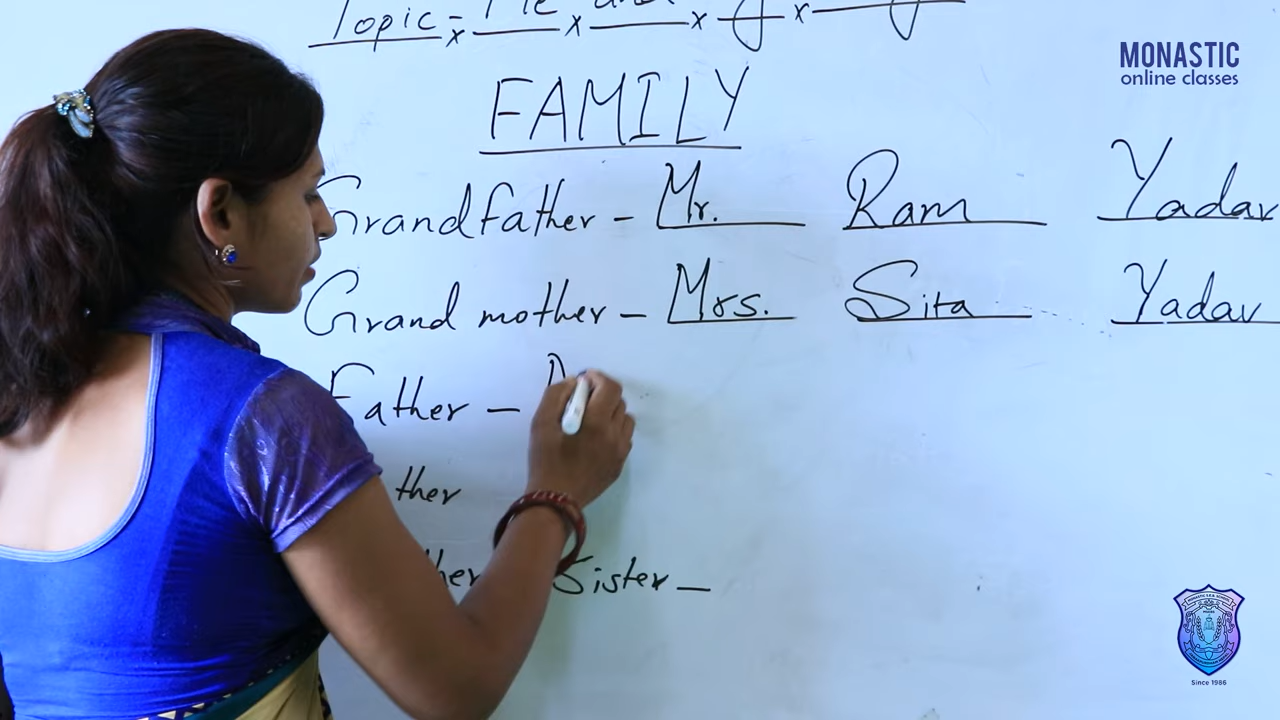 Topic =
FAMILY
Grandfather - Mr. Ram Yadav
Grand mother - Mrs. Sita Yadav
Father -
ther
ther Sister -
MONASTIC
online classes
Since 1986